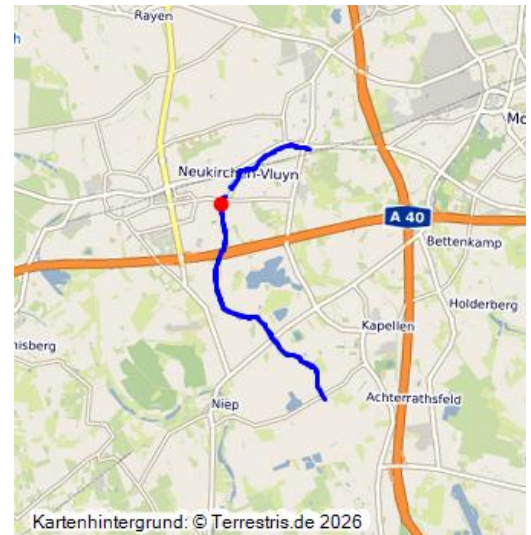 Rayen
h
Mo
Neukirchen-Vluyn
A 40
Bettenkamp
Holderberg
Kapellen
nisberg
Achterrathsfeld
Niep
Kartenhintergrund: © Terrestris.de 2026